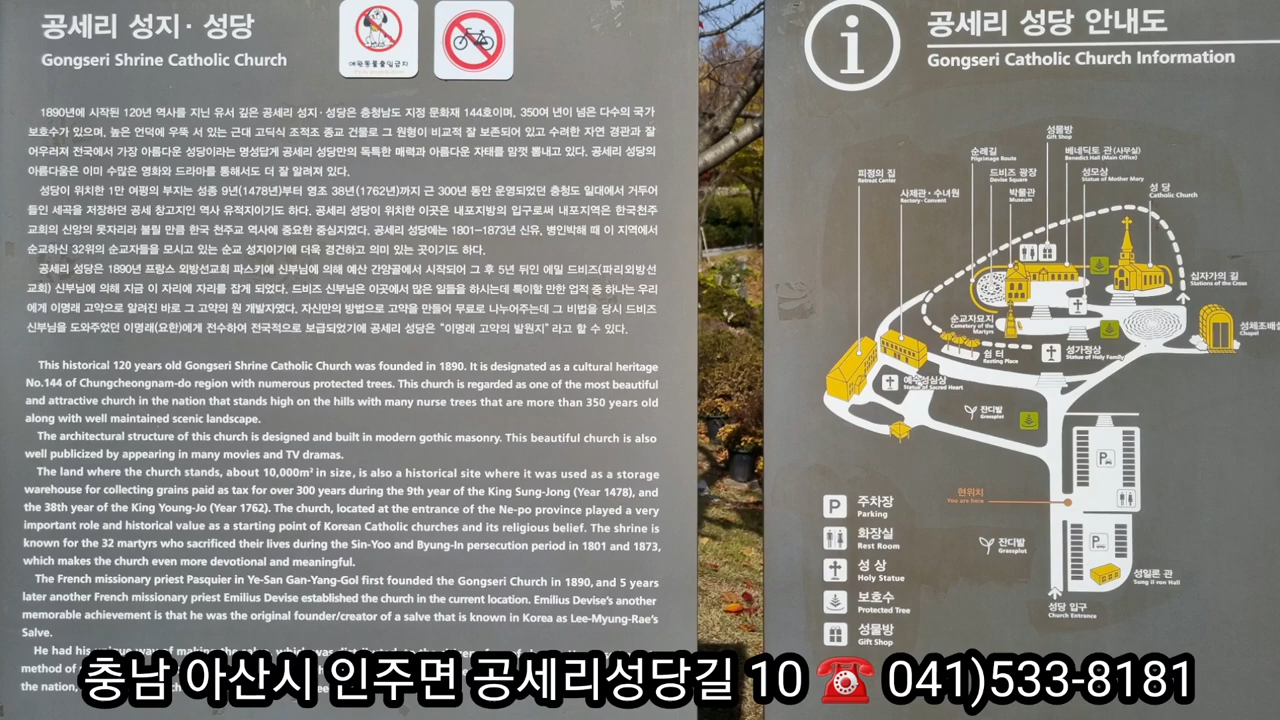 공세리 성지·성당
Gongseri Shrine Catholic Church
애완동물출입금지
1890년에 시작된 120년 역사를 지닌 유서 깊은 공세리 성지·성당은 충청남도 지정 문화재 144호이며, 350여 년이 넘은 다수의 국가
보호수가 있으며, 높은 언덕에 우뚝 서 있는 근대 고딕식 조적조 종교 건물로 그 원형이 비교적 잘 보존되어 있고 수려한 자연 경관과 잘
어우러져 전국에서 가장 아름다운 성당이라는 명성답게 공세리 성당만의 독특한 매력과 아름다운 자태를 맘껏 뽐내고 있다. 공세리 성당의
아름다움은 이미 수많은 영화와 드라마를 통해서도 더 잘 알려져 있다.
성당이 위치한 1만 여평의 부지는 성종 9년(1478년)부터 영조 38년(1762년)까지 근 300년 동안 운영되었던 충청도 일대에서 거두어
들인 세곡을 저장하던 공세 창고지인 역사 유적지이기도 하다. 공세리 성당이 위치한 이곳은 내포지방의 입구로써 내포지역은 한국천주
교회의 신앙의 못자리라 불릴 만큼 한국 천주교 역사에 중요한 중심지였다. 공세리 성당에는 1801-1873년 신유, 병인박해 때 이 지역에서
순교하신 32위의 순교자들을 모시고 있는 순교 성지이기에 더욱 경건하고 의미 있는 곳이기도 하다.
공세리 성당은 1890년 프랑스 외방선교회 파스키에 신부님에 의해 예산 간양골에서 시작되어 그 후 5년 뒤인 에밀 드비즈(파리외방선
교회) 신부님에 의해 지금 이 자리에 자리를 잡게 되었다. 드비즈 신부님은 이곳에서 많은 일들을 하시는데 특이할 만한 업적 중 하나는 우리
에게 이명래 고약으로 알려진 바로 그 고약의 원 개발자였다. 자신만의 방법으로 고약을 만들어 무료로 나누어주는데 그 비법을 당시 드비즈
신부님을 도와주었던 이명래(요한)에게 전수하여 전국적으로 보급되었기에 공세리 성당은 "이명래 고약의 발원지" 라고 할 수 있다.
This historical 120 years old Gongseri Shrine Catholic Church was founded in 1890. It is designated as a cultural heritage
No.144 of Chungcheongnam-do region with numerous protected trees. This church is regarded as one of the most beautiful
and attractive church in the nation that stands high on the hills with many nurse trees that are more than 350 years old
along with well maintained scenic landscape.
The architectural structure of this church is designed and built in modern gothic masonry. This beautiful church is also
well publicized by appearing in many movies and TV dramas.
The land where the church stands, about 10,000m² in size, is also a historical site where it was used as a storage
warehouse for collecting grains paid as tax for over 300 years during the 9th year of the King Sung-Jong (Year 1478), and
the 38th year of the King Young-Jo (Year 1762). The church, located at the entrance of the Ne-po province played a very
important role and historical value as a starting point of Korean Catholic churches and its religious belief. The shrine is
known for the 32 martyrs who sacrificed their lives during the Sin-Yoo and Byung-In persecution period in 1801 and 1873,
which makes the church even more devotional and meaningful.
The French missionary priest Pasquier in Ye-San Gan-Yang-Gol first founded the Gongseri Church in 1890, and 5 years
later another French missionary priest Emilius Devise established the church in the current location. Emilius Devise's another
memorable achievement is that he was the original founder/creator of a salve that is known in Korea as Lee-Myung-Rae's
Salve.
He had his
method of
the nation,
공세리 성당 안내도
Gongseri Catholic Church Information
성물방
Gift Shop
순례길
Pilgrimage Route
베네딕토 관(사무실)
Benedict Hall (Main Office)
피정의 집
Retreat Center
드비즈 광장
Devise Square
성모상
Statue of Mother Mary
사제관·수녀원
Rectory·Convent
박물관
Museum
성 당
Catholic Church
십자가의 길
Stations of the Cross
순교자묘지
Cemetery of the
Martyrs
성체조배실
Chapel
쉼 터
Resting Place
성가정상
Statue of Holy Family
예수성심상
Statue of Sacred Heart
잔디밭
Grassplot
P
현위치
You are here
P
주차장
Parking
화장실
Rest Room
잔디밭
Grassplot
P
성 상
Holy Statue
성일론 관
Sung il ron Hall
보호수
Protected Tree
성당 입구
Church Entrance
성물방
Gift Shop
충남 아산시 인주면 공세리성당길 10 ☎️ 041)533-8181